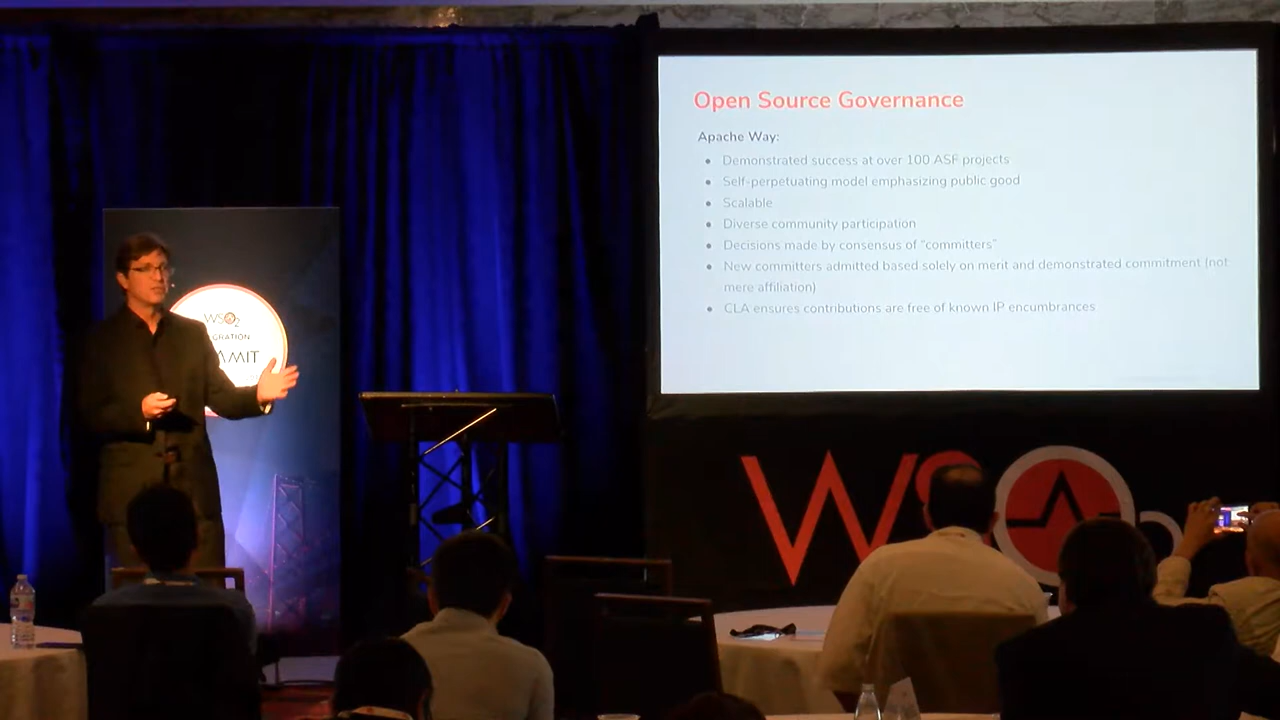 Open Source Governance
Apache Way:
Demonstrated success at over 100 ASF projects
Self-perpetuating model emphasizing public good
Scalable
Diverse community participation
Decisions made by consensus of “committers”
New committers admitted based solely on merit and demonstrated commitment (not
mere affiliation)
CLA ensures contributions are free of known IP encumbrances
WSO2
GRATION
AMIT
WSO2